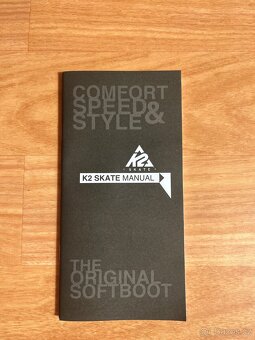 COMFORT
SPEED&
STYLE
K2
SKATE
K2 SKATE MANUAL
THE
ORIGINAL
SOFTBOOT